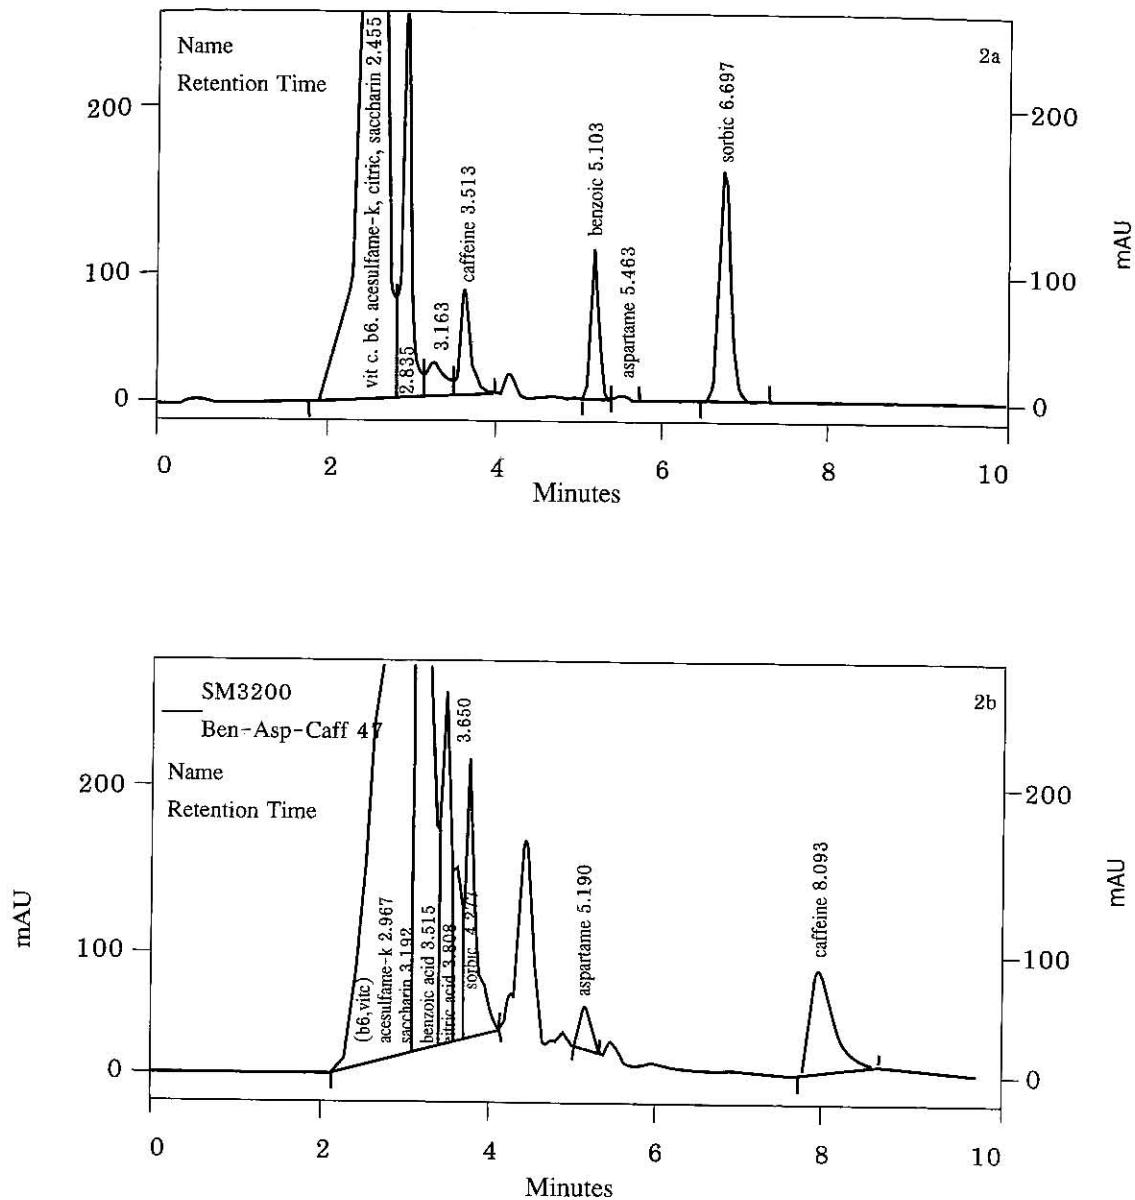 Name
Retention Time
2a
vit c. b6. acesulfame-k, citric, saccharin 2.455
2.835
3.163
caffeine 3.513
benzoic 5.103
aspartame 5.463
sorbic 6.697
200
100
0
200
100
0
mAU
0 2 4 6 8 10
Minutes
SM3200
Ben-Asp-Caff 47
Name
Retention Time
2b
(b6,vitc)
acesulfame-k 2.967
saccharin 3.192
benzoic acid 3.515
citric acid 3.808
3.650
sorbic 4.277
aspartame 5.190
caffeine 8.093
mAU
200
100
0
200
100
0
mAU
0 2 4 6 8 10
Minutes